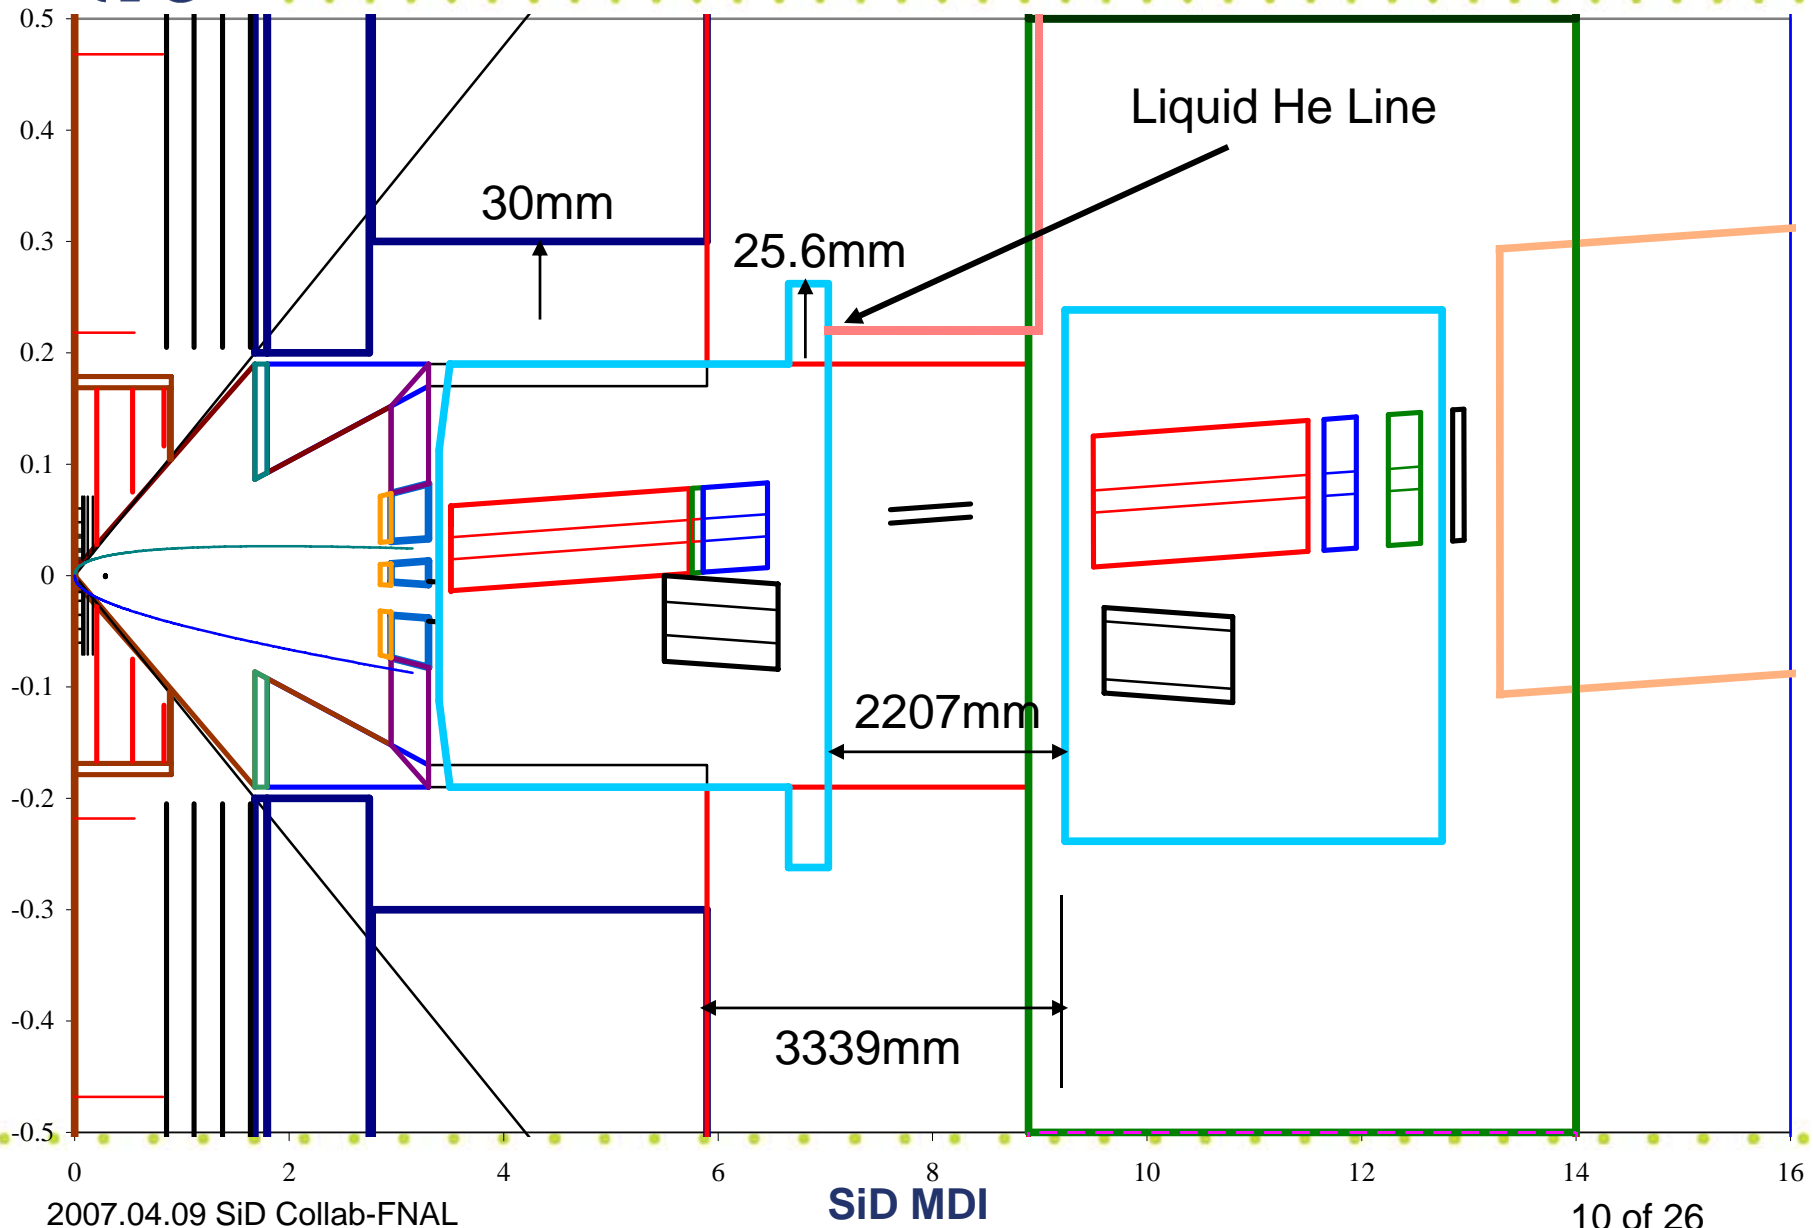 0.5
0.4
Liquid He Line
30mm
0.3
25.6mm
0.2
0.1
0
-0.1
2207mm
-0.2
-0.3
-0.4
3339mm
-0.5
0 2 4 6 8 10 12 14 16
2007.04.09 SiD Collab-FNAL
SiD MDI
10 of 26